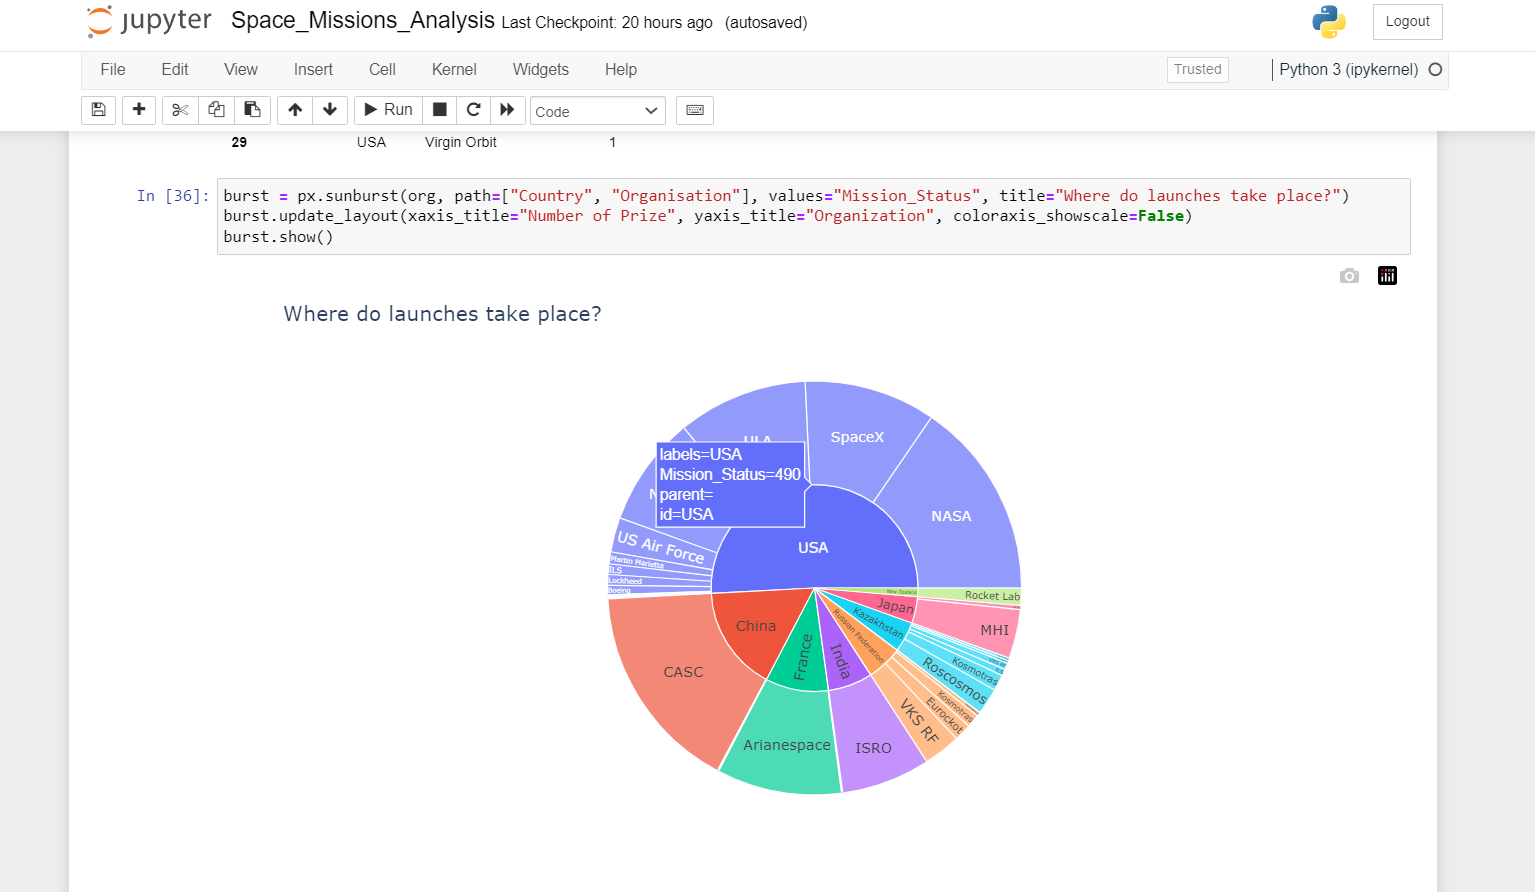 jupyter Space_Missions_Analysis Last Checkpoint: 20 hours ago (autosaved) Logout
File Edit View Insert Cell Kernel Widgets Help Trusted Python 3 (ipykernel)
Run Code
29 USA Virgin Orbit 1
In [36]: burst = px.sunburst(org, path=["Country", "Organisation"], values="Mission_Status", title="Where do launches take place?")
burst.update_layout(xaxis_title="Number of Prize", yaxis_title="Organization", coloraxis_showscale=False)
burst.show()
Where do launches take place?
ULA
SpaceX
NASA
labels=USA
Mission_Status=490
parent=
id=USA
N
US Air Force
Martin Marietta
ILS
Lockheed
Boeing
USA
New Zealand
Rocket Lab
Japan
MHI
Kazakhstan
Kosmotras
Roscosmos
Russian Federation
Kosmotras
Eurockot
VKS RF
India
ISRO
France
Arianespace
China
CASC